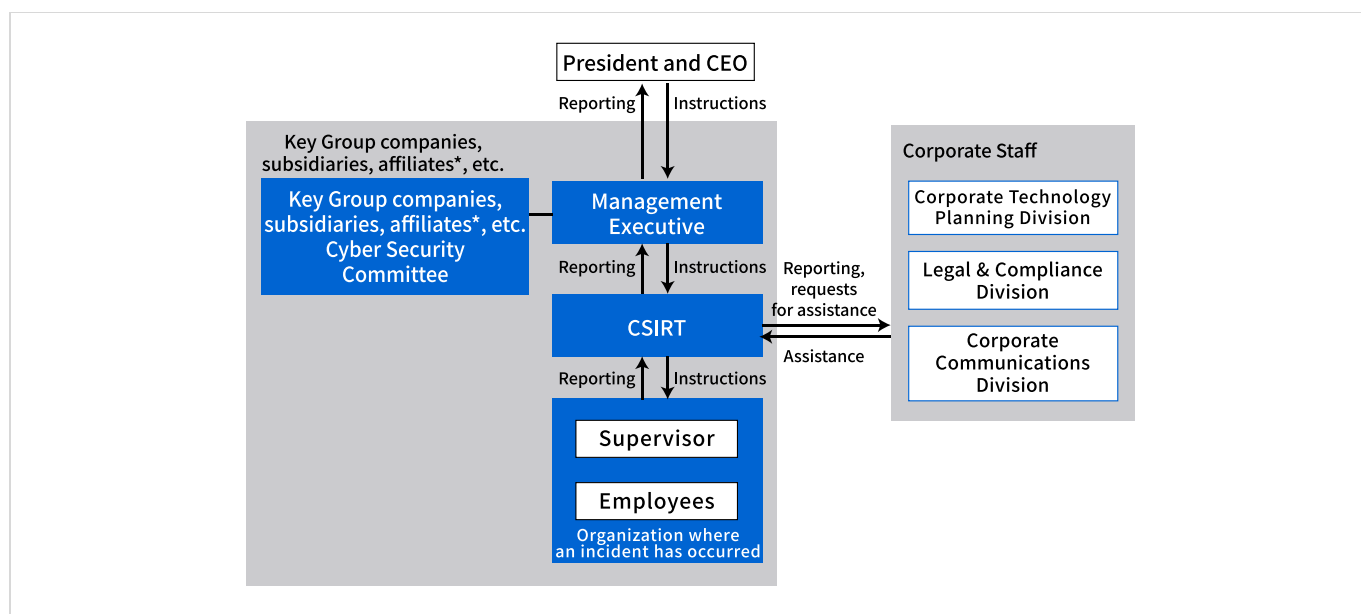 President and CEO
Reporting
Instructions
Key Group companies,
subsidiaries, affiliates*, etc.
Key Group companies,
subsidiaries, affiliates*, etc.
Cyber Security
Committee
Management
Executive
Reporting
Instructions
CSIRT
Reporting,
requests
for assistance
Assistance
Reporting
Instructions
Supervisor
Employees
Organization where
an incident has occurred
Corporate Staff
Corporate Technology
Planning Division
Legal & Compliance
Division
Corporate
Communications
Division